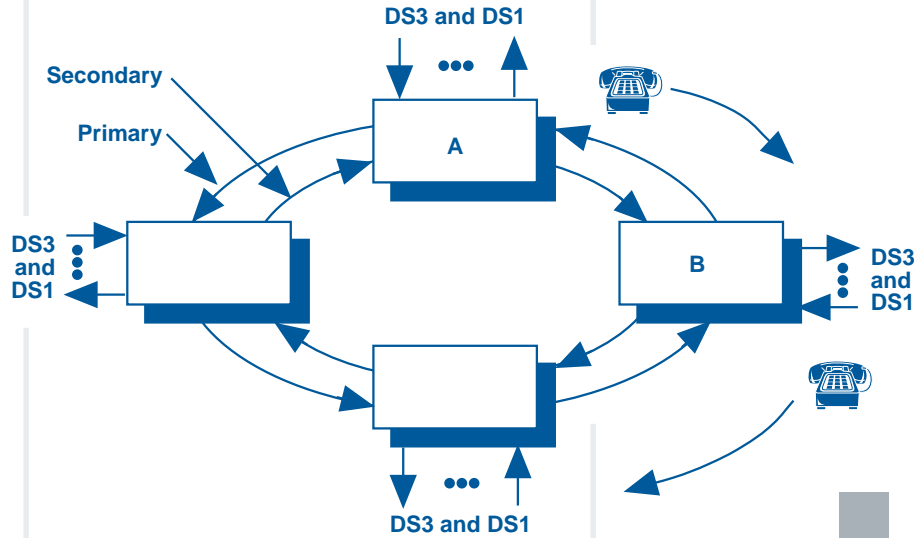 DS3 and DS1
Secondary
Primary
A
DS3
and
DS1
B
DS3
and
DS1
DS3 and DS1